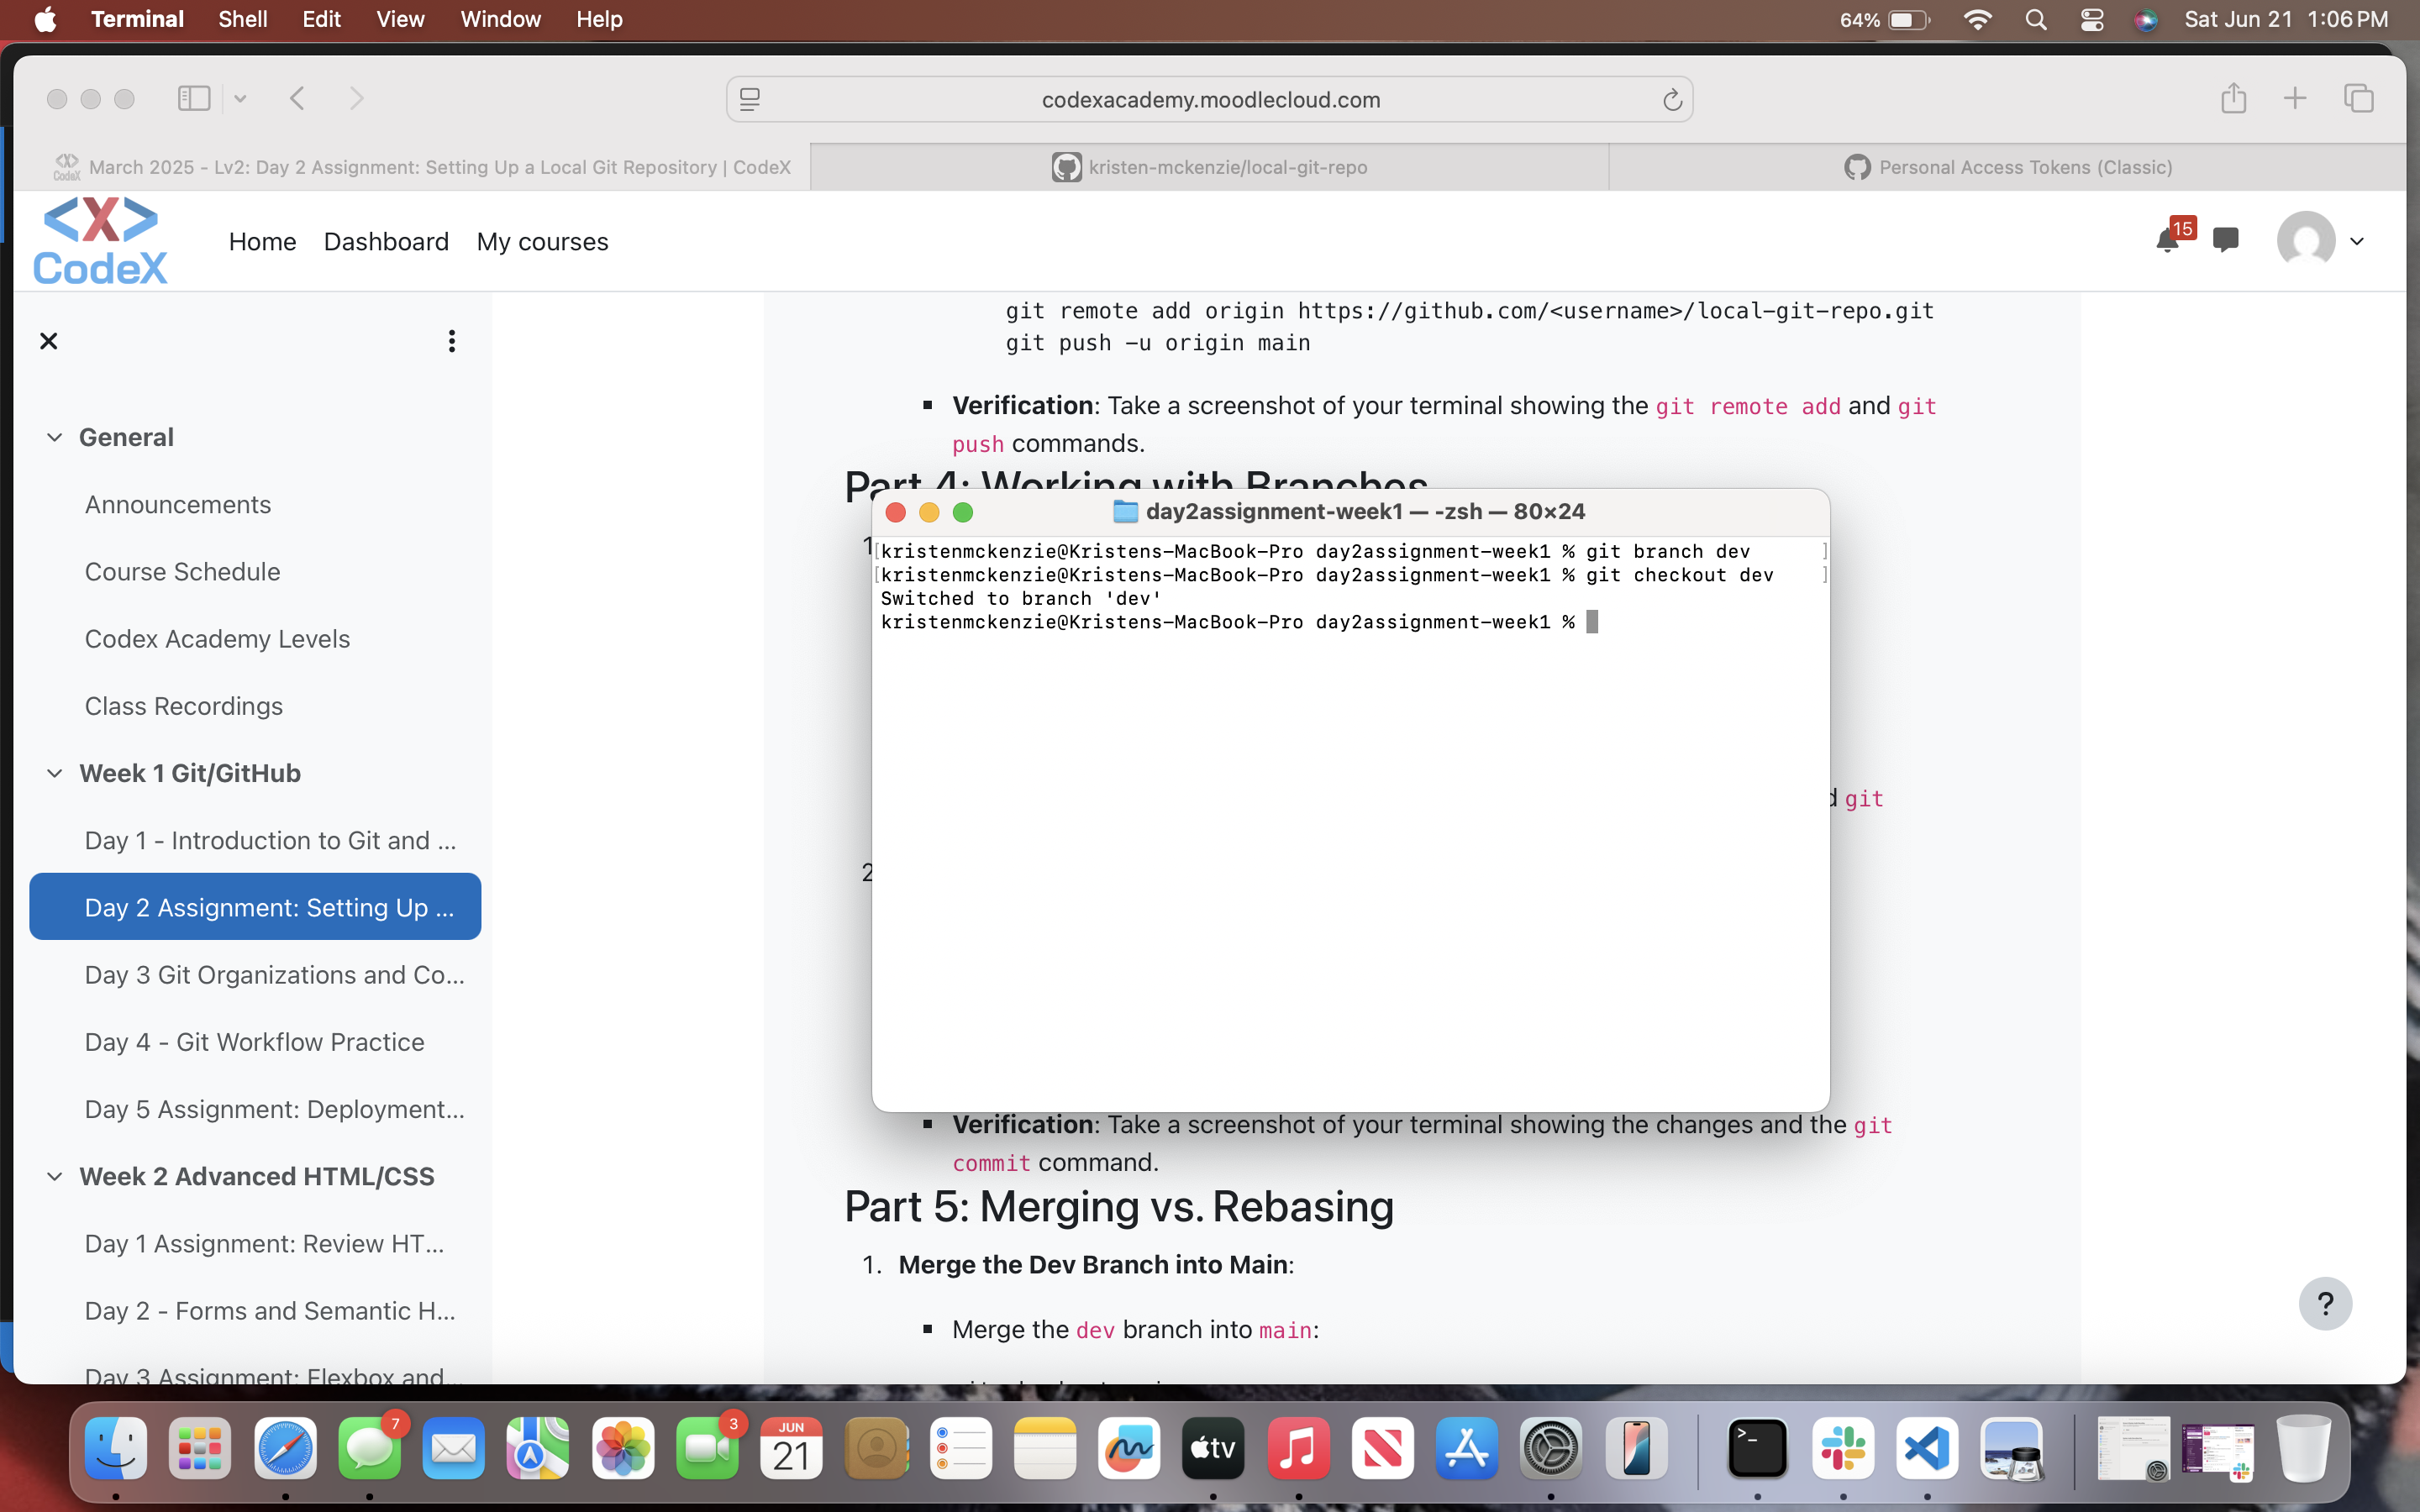 Terminal Shell Edit View Window Help 64% Sat Jun 21 1:06 PM
codexacademy.moodlecloud.com
CodeX March 2025 - Lv2: Day 2 Assignment: Setting Up a Local Git Repository | CodeX kristen-mckenzie/local-git-repo Personal Access Tokens (Classic)
<X>
CodeX
Home Dashboard My courses 15
General
Announcements
Course Schedule
Codex Academy Levels
Class Recordings
Week 1 Git/GitHub
Day 1 - Introduction to Git and ...
Day 2 Assignment: Setting Up ...
Day 3 Git Organizations and Co...
Day 4 - Git Workflow Practice
Day 5 Assignment: Deployment...
Week 2 Advanced HTML/CSS
Day 1 Assignment: Review HT...
Day 2 - Forms and Semantic H...
Day 3 Assignment: Flexbox and...
git remote add origin https://github.com/<username>/local-git-repo.git
git push -u origin main
Verification: Take a screenshot of your terminal showing the git remote add and git
push commands.
Part 4: Working with Branches
1
day2assignment-week1 — -zsh — 80×24
[kristenmckenzie@Kristens-MacBook-Pro day2assignment-week1 % git branch dev ]
[kristenmckenzie@Kristens-MacBook-Pro day2assignment-week1 % git checkout dev ]
Switched to branch 'dev'
kristenmckenzie@Kristens-MacBook-Pro day2assignment-week1 %
d git
2
Verification: Take a screenshot of your terminal showing the changes and the git
commit command.
Part 5: Merging vs. Rebasing
1. Merge the Dev Branch into Main:
Merge the dev branch into main:
?
7 3 JUN
21 tv >_